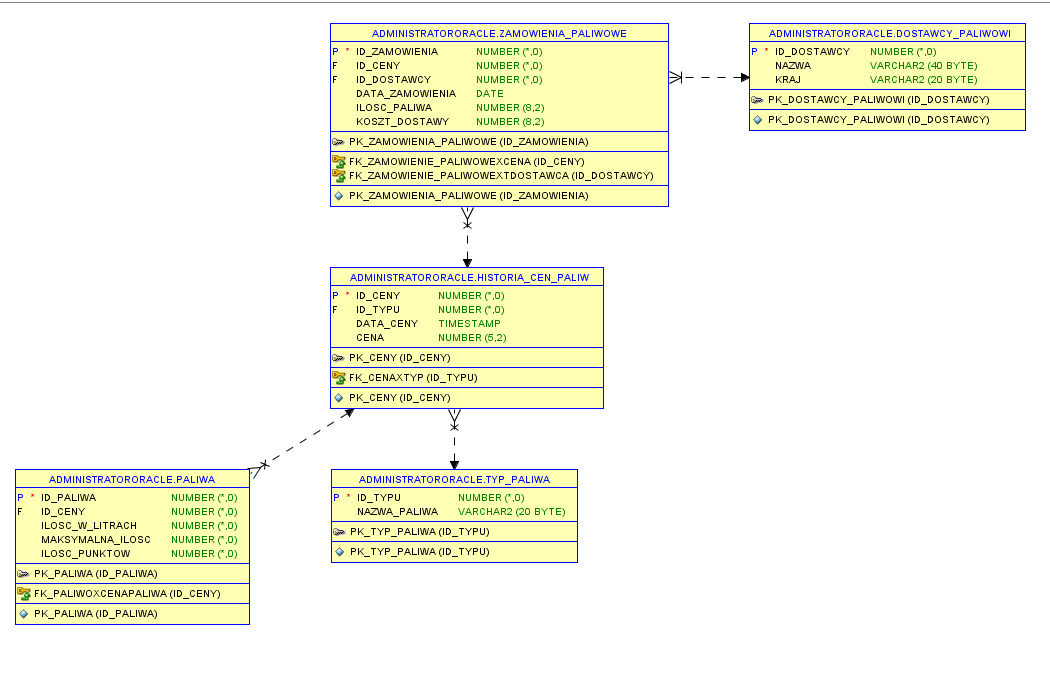 ADMINISTRATORORACLE.ZAMOWIENIA_PALIWOWE
P * ID_ZAMOWIENIA NUMBER (*,0)
F ID_CENY NUMBER (*,0)
F ID_DOSTAWCY NUMBER (*,0)
DATA_ZAMOWIENIA DATE
ILOSC_PALIWA NUMBER (8,2)
KOSZT_DOSTAWY NUMBER (8,2)
PK_ZAMOWIENIA_PALIWOWE (ID_ZAMOWIENIA)
FK_ZAMOWIENIE_PALIWOWEXCENA (ID_CENY)
FK_ZAMOWIENIE_PALIWOWEXTDOSTAWCA (ID_DOSTAWCY)
PK_ZAMOWIENIA_PALIWOWE (ID_ZAMOWIENIA)
ADMINISTRATORORACLE.DOSTAWCY_PALIWOWI
P * ID_DOSTAWCY NUMBER (*,0)
NAZWA VARCHAR2 (40 BYTE)
KRAJ VARCHAR2 (20 BYTE)
PK_DOSTAWCY_PALIWOWI (ID_DOSTAWCY)
PK_DOSTAWCY_PALIWOWI (ID_DOSTAWCY)
ADMINISTRATORORACLE.HISTORIA_CEN_PALIW
P * ID_CENY NUMBER (*,0)
F ID_TYPU NUMBER (*,0)
DATA_CENY TIMESTAMP
CENA NUMBER (5,2)
PK_CENY (ID_CENY)
FK_CENAXTYP (ID_TYPU)
PK_CENY (ID_CENY)
ADMINISTRATORORACLE.PALIWA
P * ID_PALIWA NUMBER (*,0)
F ID_CENY NUMBER (*,0)
ILOSC_W_LITRACH NUMBER (*,0)
MAKSYMALNA_ILOSC NUMBER (*,0)
ILOSC_PUNKTOW NUMBER (*,0)
PK_PALIWA (ID_PALIWA)
FK_PALIWOXCENAPALIWA (ID_CENY)
PK_PALIWA (ID_PALIWA)
ADMINISTRATORORACLE.TYP_PALIWA
P * ID_TYPU NUMBER (*,0)
NAZWA_PALIWA VARCHAR2 (20 BYTE)
PK_TYP_PALIWA (ID_TYPU)
PK_TYP_PALIWA (ID_TYPU)